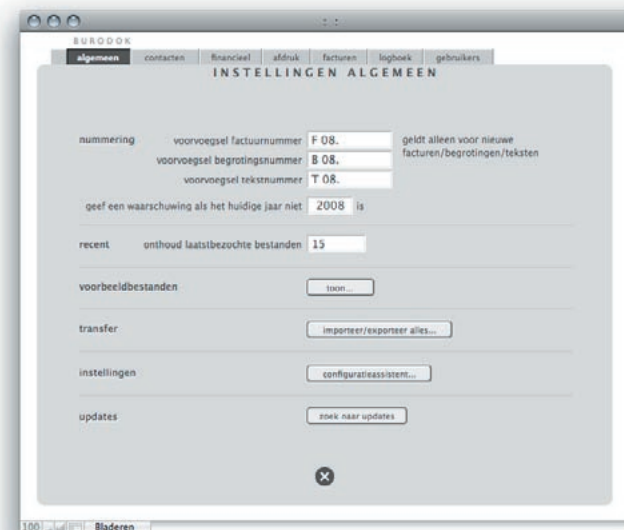 BURODOK
algemeen contacten financieel afdruk facturen logboek gebruikers
INSTELLINGEN ALGEMEEN
nummering voorvoegsel factuurnummer F 08. geldt alleen voor nieuwe
facturen/begrotingen/teksten
voorvoegsel begrotingsnummer B 08.
voorvoegsel tekstnummer T 08.
geef een waarschuwing als het huidige jaar niet 2008 is
recent onthoud laatstbezochte bestanden 15
voorbeeldbestanden toon...
transfer importeer/exporteer alles...
instellingen configuratieassistent...
updates zoek naar updates
100 Bladeren